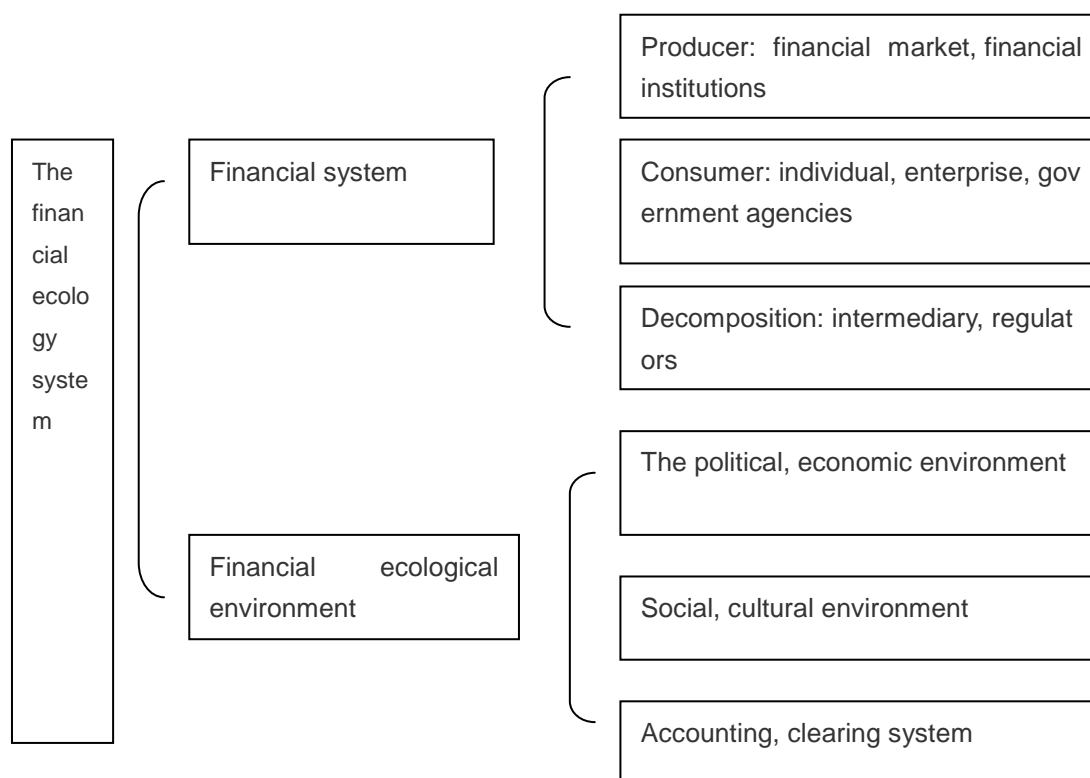 The
finan
cial
ecolo
gy
syste
m
Financial system
Financial ecological
environment
Producer: financial market, financial
institutions
Consumer: individual, enterprise, gov
ernment agencies
Decomposition: intermediary, regulat
ors
The political, economic environment
Social, cultural environment
Accounting, clearing system